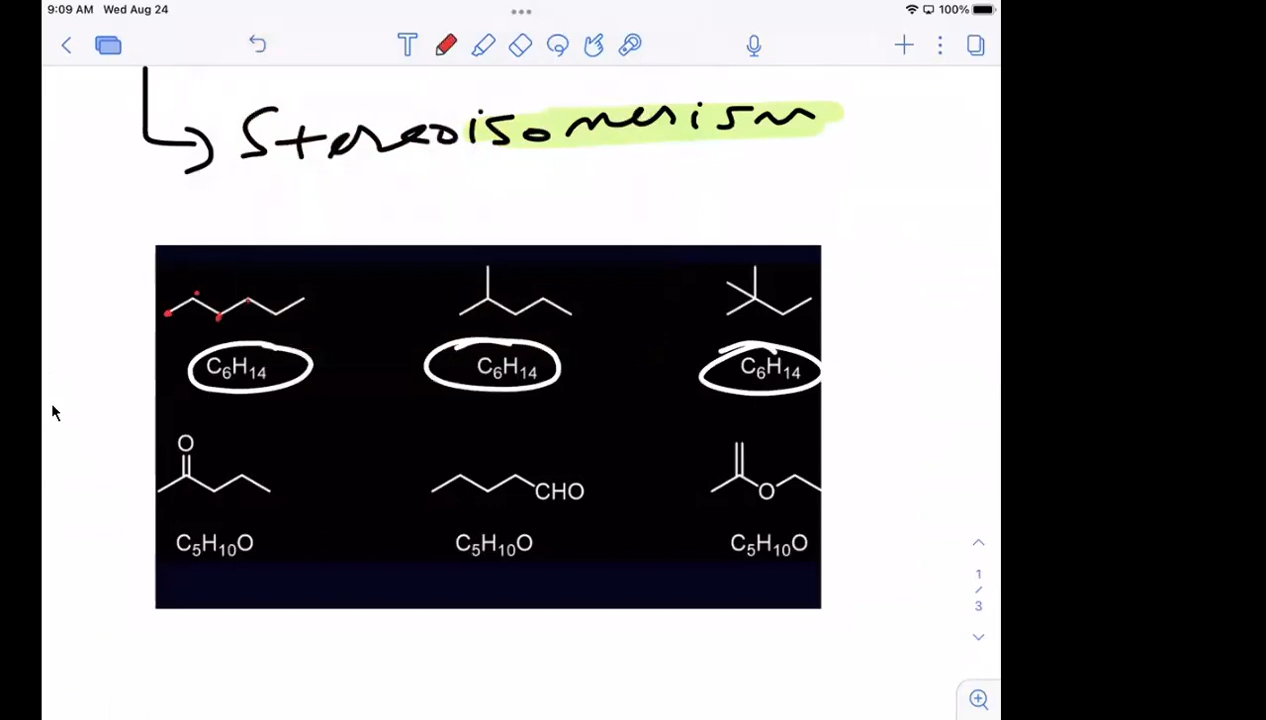 9:09 AM Wed Aug 24
100%
T
Stereoisomerism
C₆H₁₄ C₆H₁₄ C₆H₁₄
O
CHO
O
C₅H₁₀O C₅H₁₀O C₅H₁₀O
1
/
3